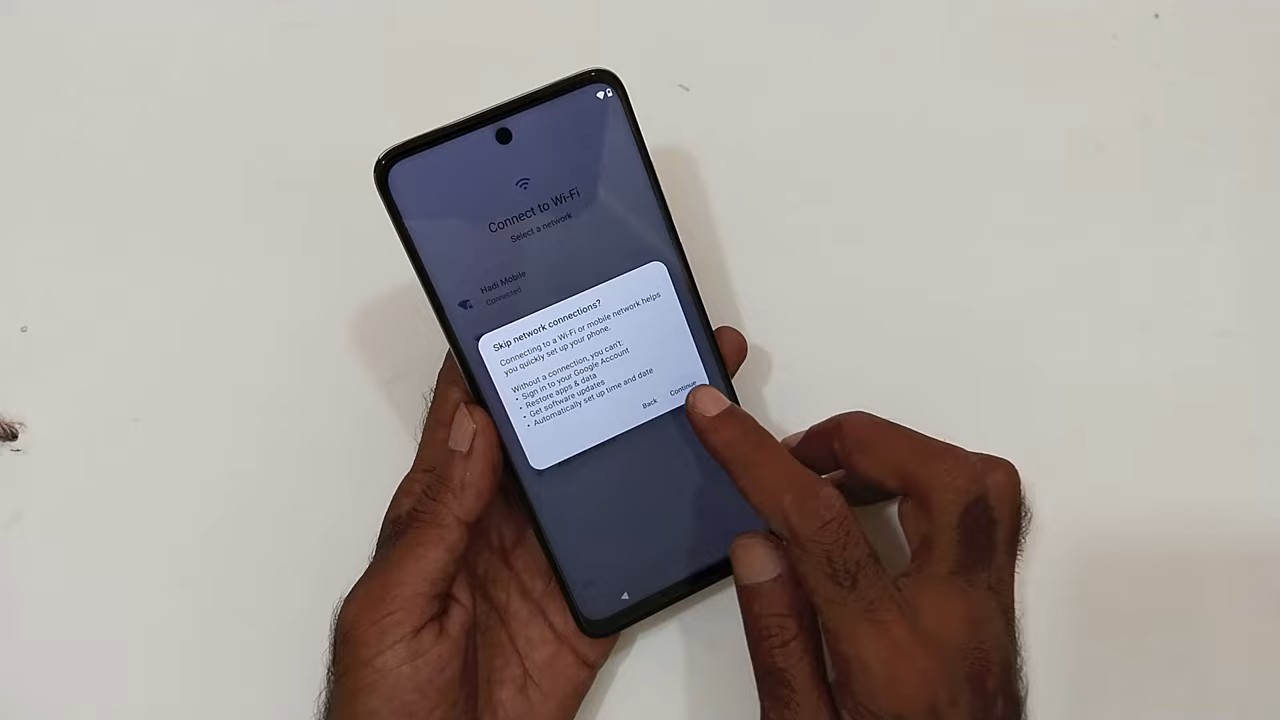 Connect to Wi-Fi
Select a network
Hadi Mobile
Connected
Skip network connections?
Connecting to a Wi-Fi or mobile network helps
you quickly set up your phone.
Without a connection, you can't:
• Sign in to your Google Account
• Restore apps & data
• Get software updates
• Automatically set up time and date
Back
Continue